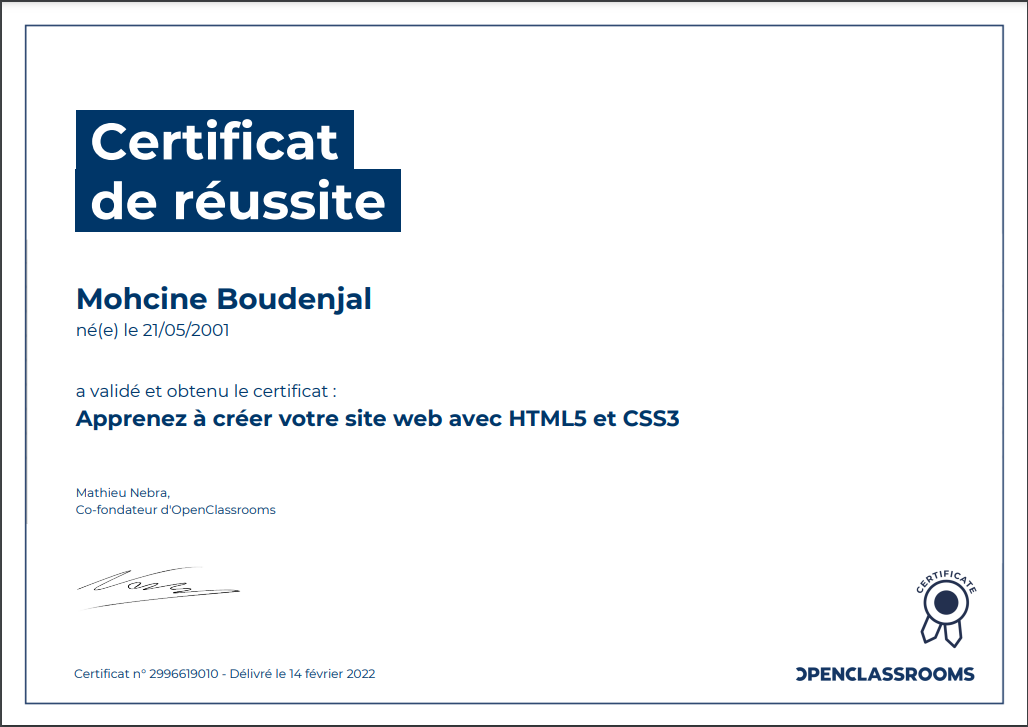 Certificat
de réussite
Mohcine Boudenjal
né(e) le 21/05/2001
a validé et obtenu le certificat :
Apprenez à créer votre site web avec HTML5 et CSS3
Mathieu Nebra,
Co-fondateur d'OpenClassrooms
CERTIFICATE
Certificat n° 2996619010 - Délivré le 14 février 2022
OPENCLASSROOMS